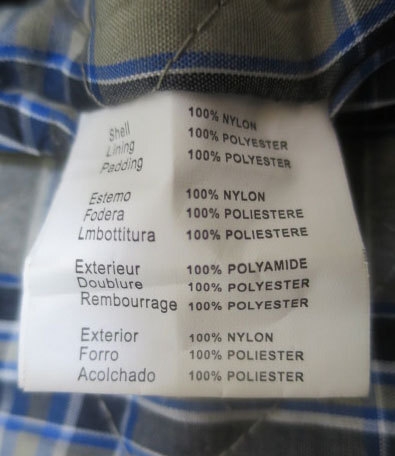 Shell 100% NYLON
Lining 100% POLYESTER
Padding 100% POLYESTER
Estemo 100% NYLON
Fodera 100% POLIESTERE
Lmbottitura 100% POLIESTERE
Exterieur 100% POLYAMIDE
Doublure 100% POLYESTER
Rembourrage 100% POLYESTER
Exterior 100% NYLON
Forro 100% POLIESTER
Acolchado 100% POLIESTER